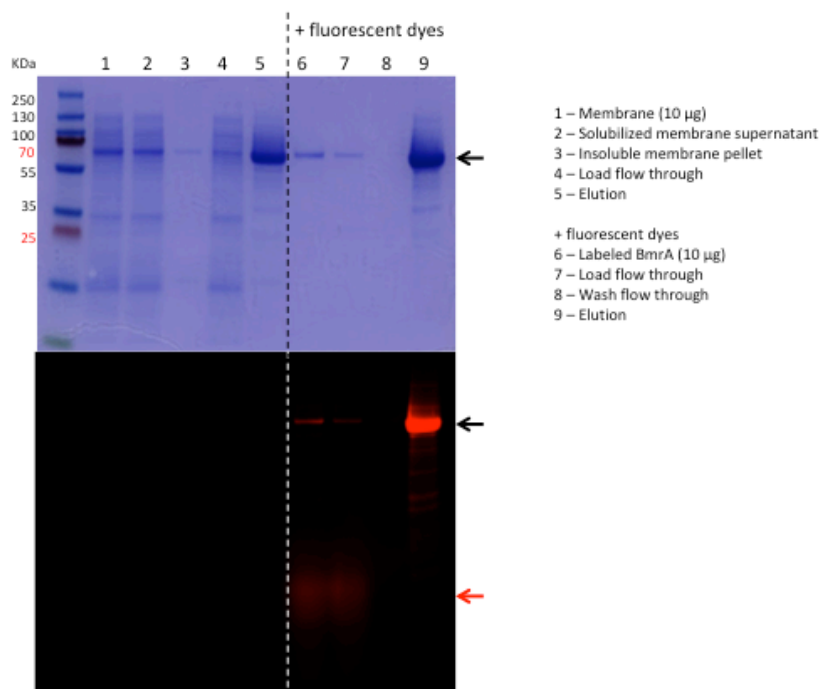 + fluorescent dyes
KDa 1 2 3 4 5 6 7 8 9
250
130
100
70
55
35
25
1 – Membrane (10 µg)
2 – Solubilized membrane supernatant
3 – Insoluble membrane pellet
4 – Load flow through
5 – Elution
+ fluorescent dyes
6 – Labeled BmrA (10 µg)
7 – Load flow through
8 – Wash flow through
9 – Elution